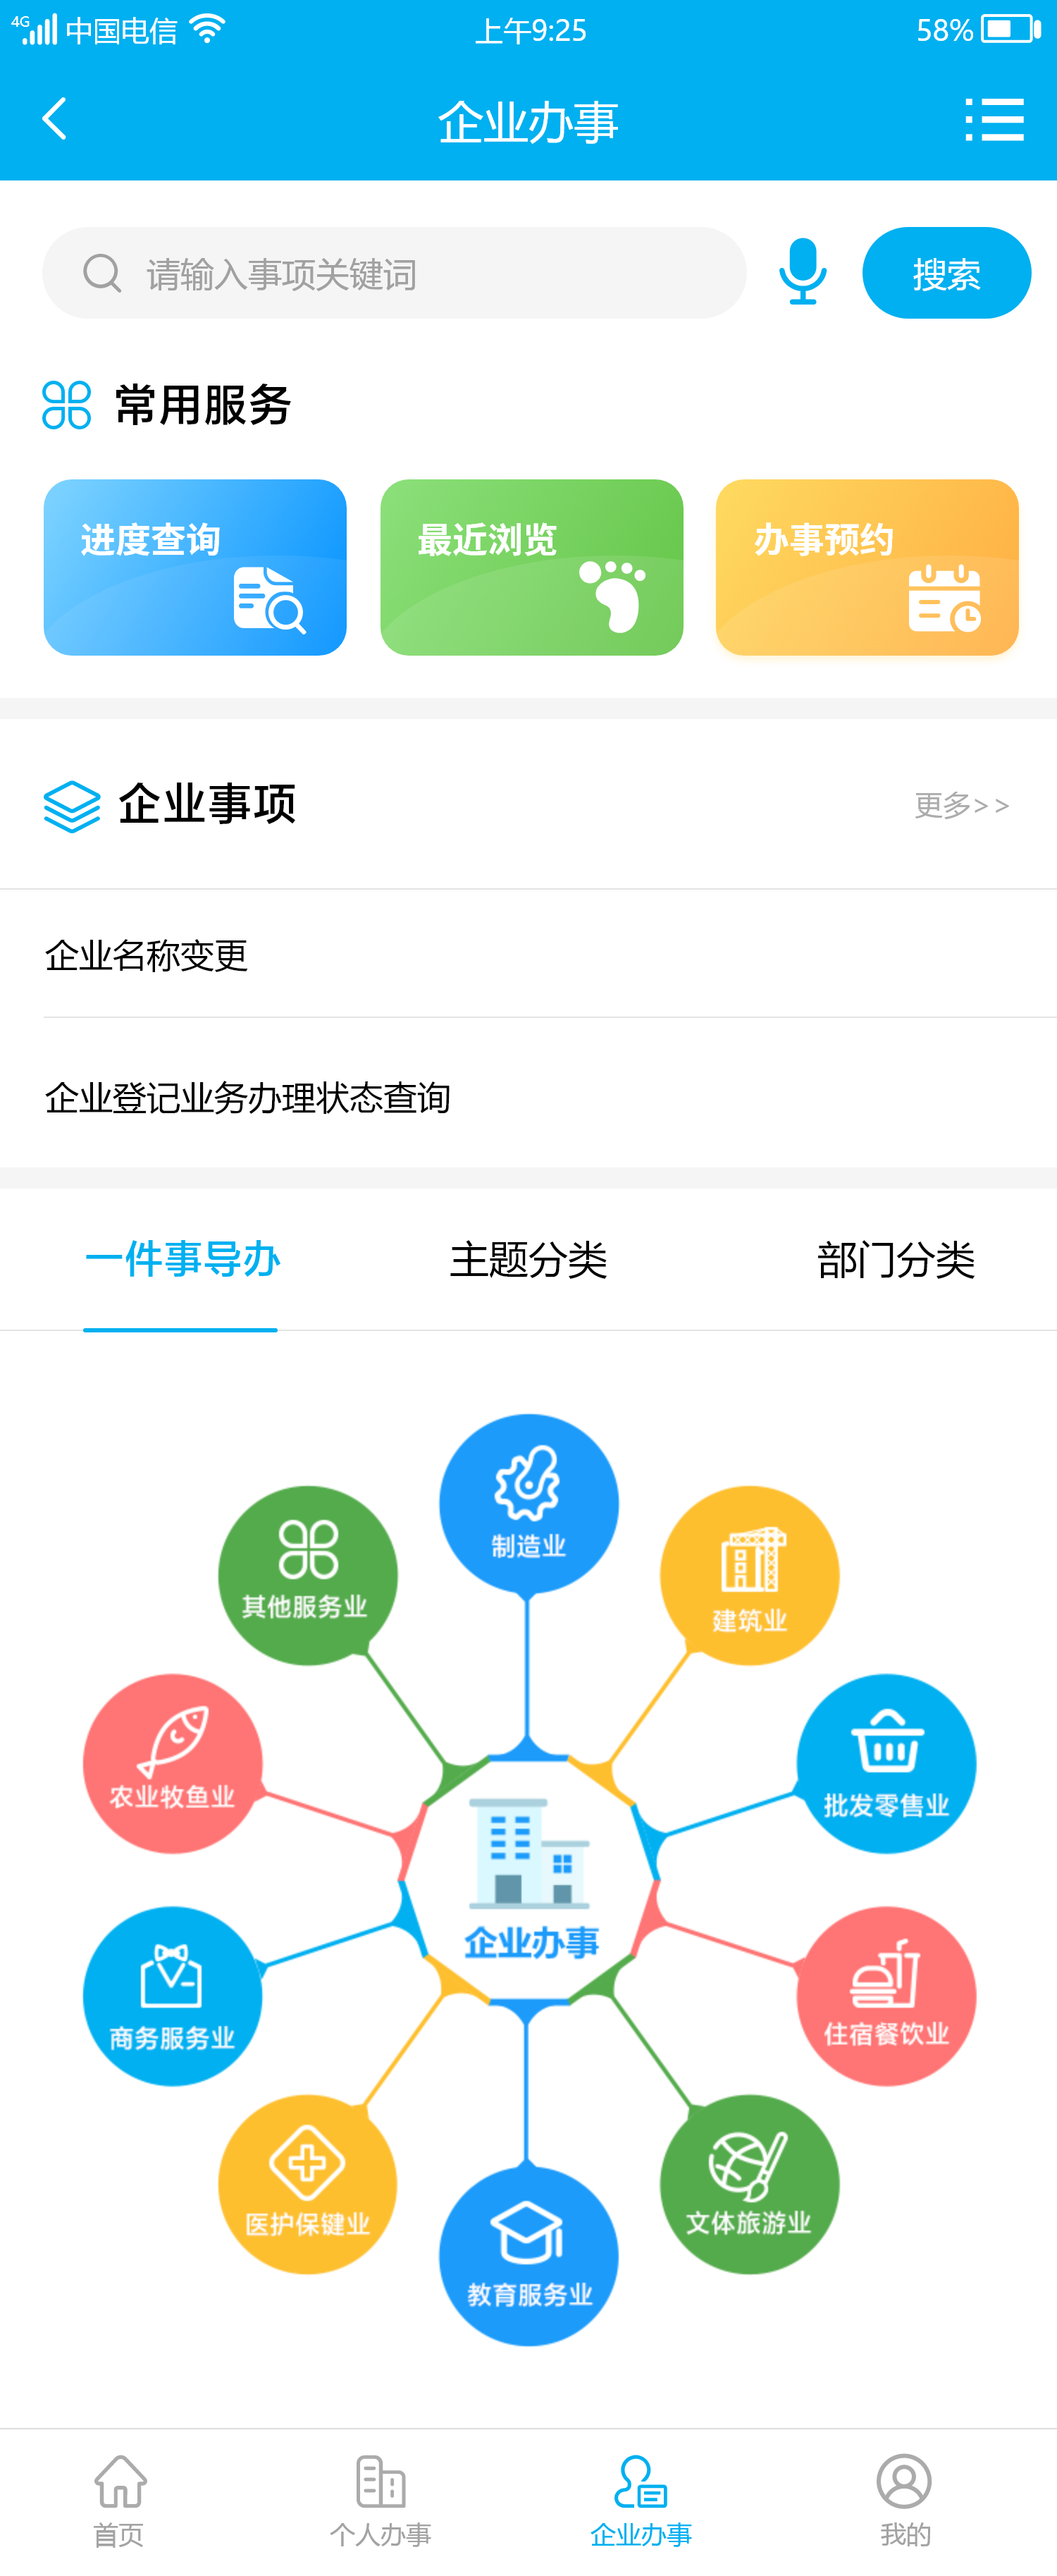 4G 中国电信 上午9:25 58%
企业办事
请输入事项关键词 搜索
常用服务
进度查询 最近浏览 办事预约
企业事项 更多>>
企业名称变更
企业登记业务办理状态查询
一件事导办 主题分类 部门分类
制造业
其他服务业 建筑业
农业牧鱼业 批发零售业
企业办事
商务服务业 住宿餐饮业
医护保键业 文体旅游业
教育服务业
首页 个人办事 企业办事 我的